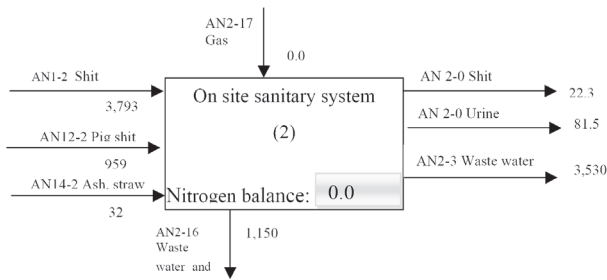 AN2-17
Gas
0.0
AN1-2 Shit
3,793
AN12-2 Pig shit
959
AN14-2 Ash, straw
32
On site sanitary system
(2)
Nitrogen balance: 0.0
AN 2-0 Shit
22.3
AN 2-0 Urine
81.5
AN2-3 Waste water
3,530
AN2-16
Waste
water and
1,150